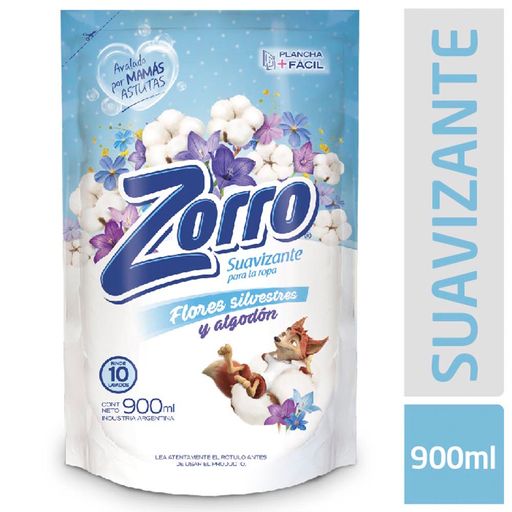 Avalado
por MAMÁS
ASTUTAS
PLANCHA
+FÁCIL
Zorro
Suavizante
para la ropa
Flores silvestres
y algodón
RINDE
10
LAVADOS
CONT.
NETO 900ml
INDUSTRIA ARGENTINA
LEA ATENTAMENTE EL ROTULO ANTES
DE USAR EL PRODUCTO.
SUAVIZANTE
900ml